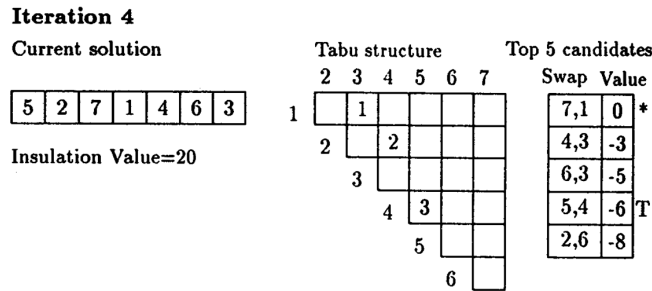 Iteration 4
Current solution
5 2 7 1 4 6 3
Insulation Value=20
Tabu structure
2 3 4 5 6 7
1 1
2 2
3
4 3
5
6
Top 5 candidates
Swap Value
7,1 0 *
4,3 -3
6,3 -5
5,4 -6 T
2,6 -8